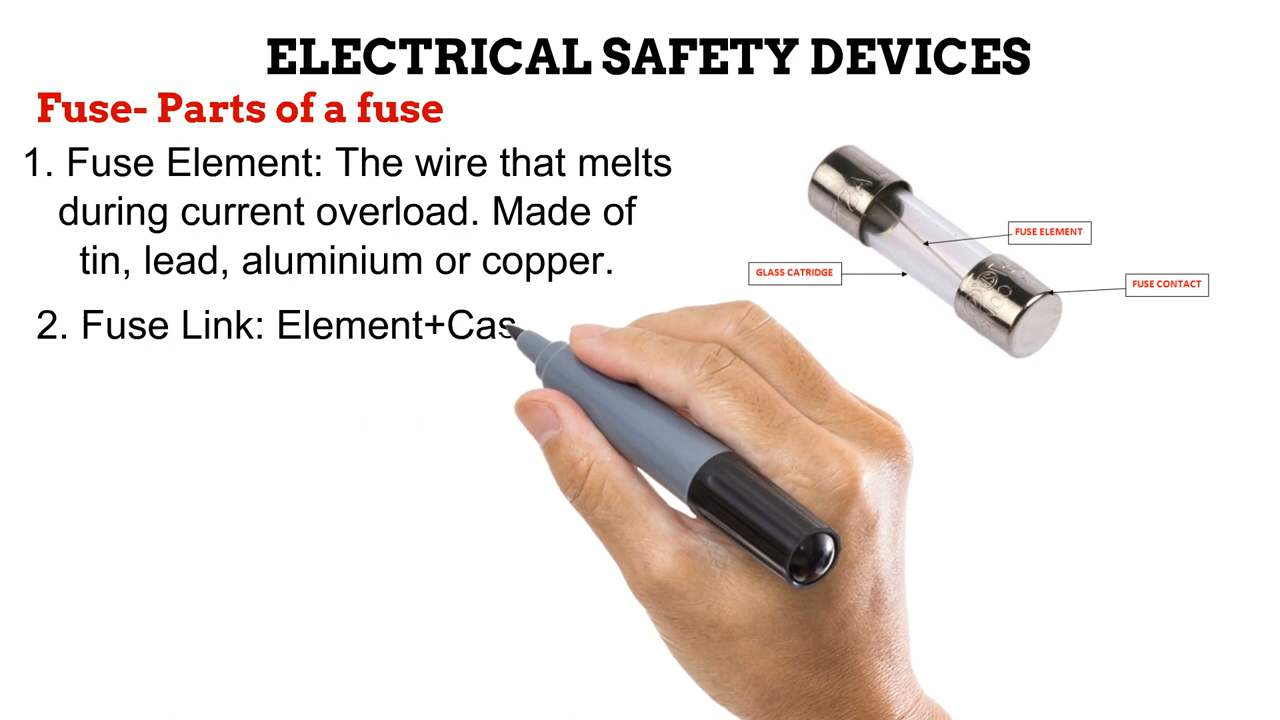 ELECTRICAL SAFETY DEVICES
Fuse- Parts of a fuse
1. Fuse Element: The wire that melts
during current overload. Made of
tin, lead, aluminium or copper.
2. Fuse Link: Element+Cas
FUSE ELEMENT
GLASS CATRIDGE
FUSE CONTACT